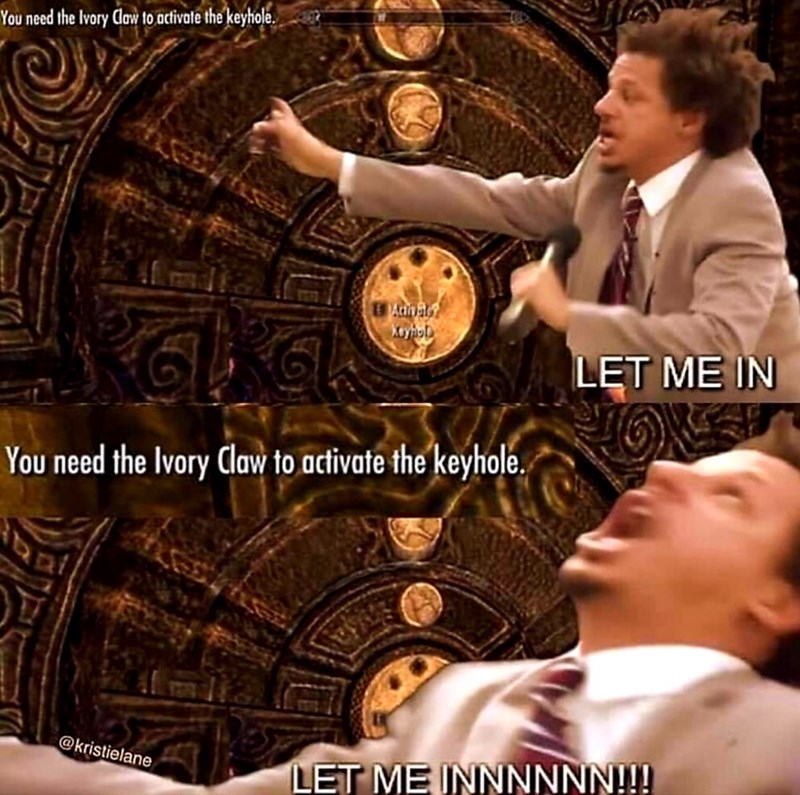 You need the Ivory Claw to activate the keyhole.
E Activate?
Keyhole
LET ME IN
You need the Ivory Claw to activate the keyhole.
@kristielane
LET ME INNNNNN!!!